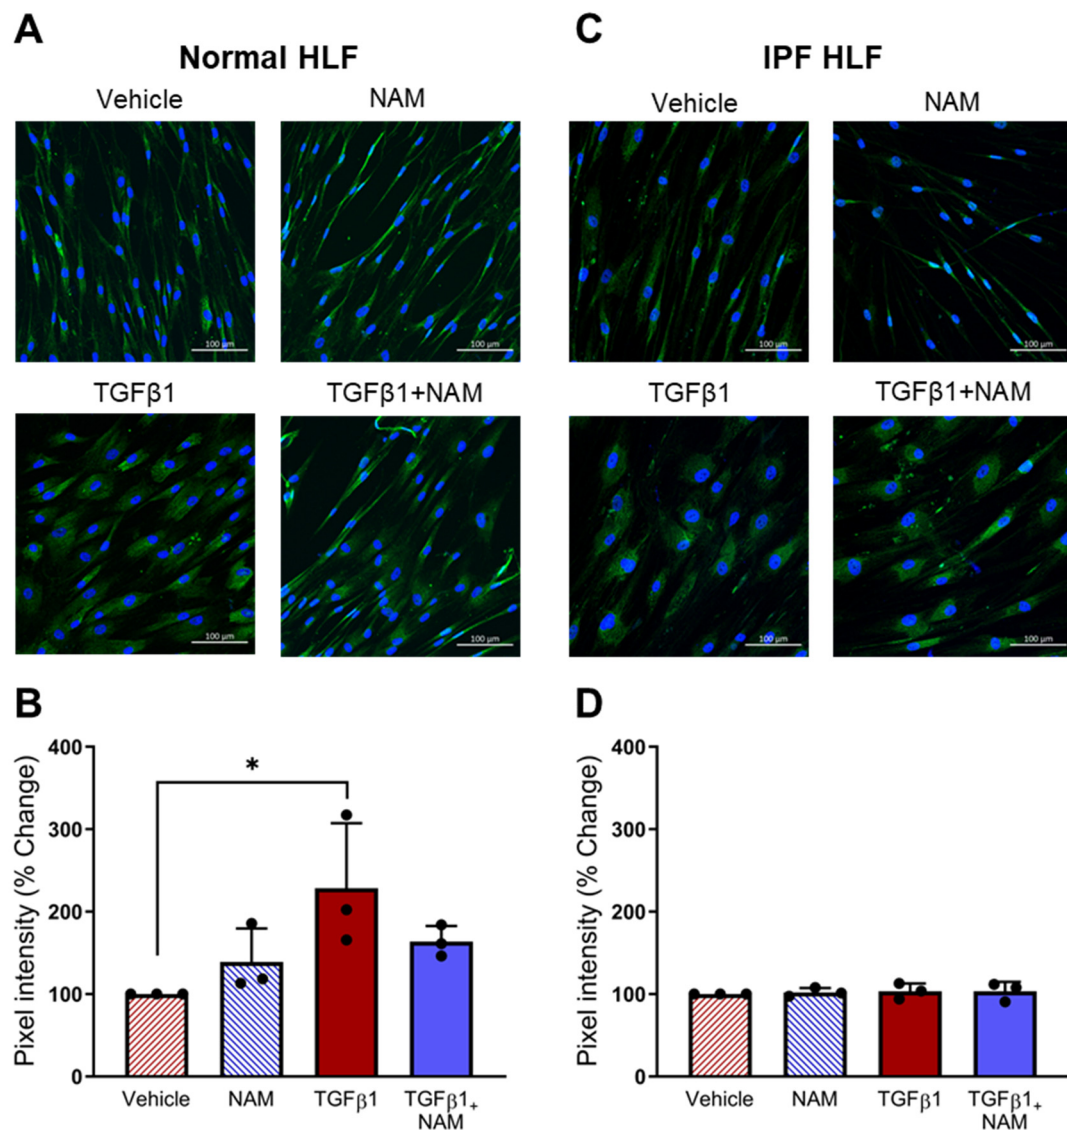 A
Normal HLF
Vehicle
NAM
100 µm
100 µm
TGFβ1
TGFβ1+NAM
100 µm
100 µm
C
IPF HLF
Vehicle
NAM
100 µm
100 µm
TGFβ1
TGFβ1+NAM
100 µm
100 µm
B
Pixel intensity (% Change)
400
300
200
100
0
*
Vehicle
NAM
TGFβ1
TGFβ1+
NAM
D
Pixel intensity (% Change)
400
300
200
100
0
Vehicle
NAM
TGFβ1
TGFβ1+
NAM